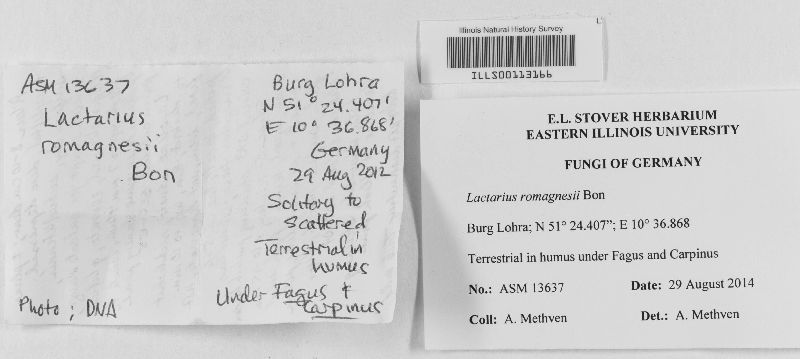 ASM 13637
Lactarius
romagnesii
Bon
Photo ; DNA
Burg Lohra
N 51° 24.407'
E 10° 36.868'
Germany
29 Aug 2012
Solitary to
scattered
Terrestrial in
humus
Under Fagus +
Carpinus
Illinois Natural History Survey
ILLS00113166
E.L. STOVER HERBARIUM
EASTERN ILLINOIS UNIVERSITY
FUNGI OF GERMANY
Lactarius romagnesii Bon
Burg Lohra; N 51° 24.407”; E 10° 36.868
Terrestrial in humus under Fagus and Carpinus
No.: ASM 13637 Date: 29 August 2014
Coll: A. Methven Det.: A. Methven